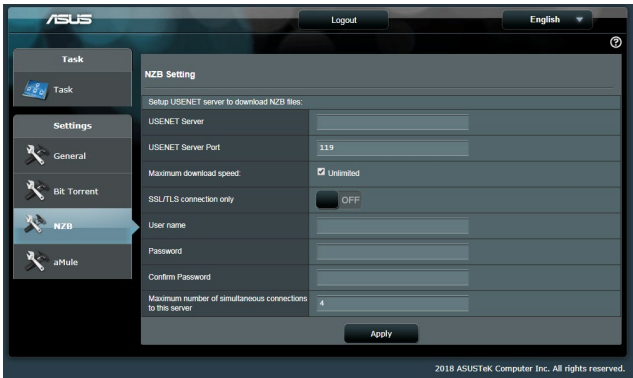 ASUS
Logout
English
Task
Task
Settings
General
Bit Torrent
NZB
aMule
NZB Setting
Setup USENET server to download NZB files:
USENET Server
USENET Server Port
119
Maximum download speed:
Unlimited
SSL/TLS connection only
OFF
User name
Password
Confirm Password
Maximum number of simultaneous connections
to this server
4
Apply
2018 ASUSTeK Computer Inc. All rights reserved.